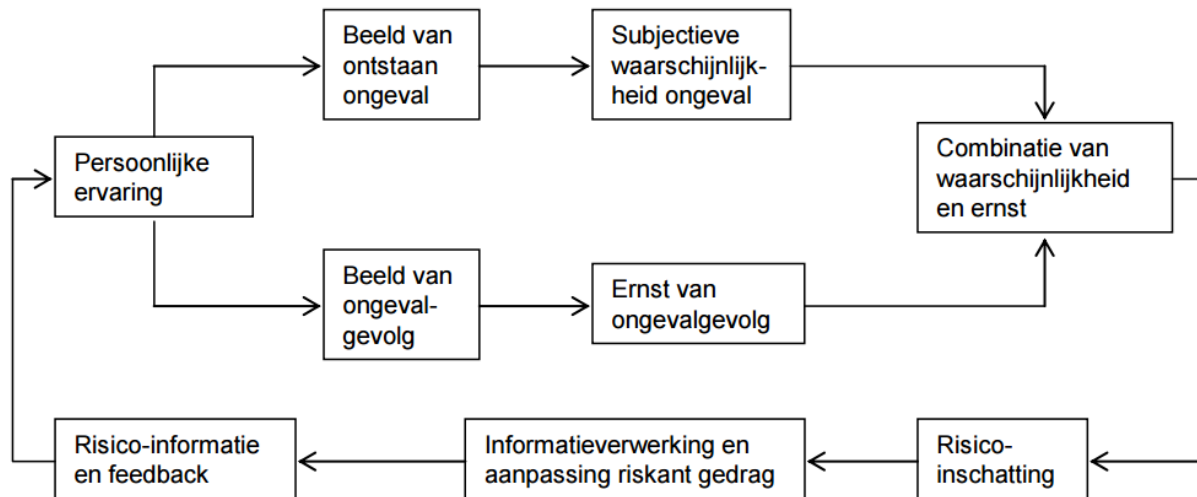 Beeld van
ontstaan
ongeval
Subjectieve
waarschijnlijk-
heid ongeval
Persoonlijke
ervaring
Combinatie van
waarschijnlijkheid
en ernst
Beeld van
ongeval-
gevolg
Ernst van
ongevalgevolg
Risico-informatie
en feedback
Informatieverwerking en
aanpassing riskant gedrag
Risico-
inschatting